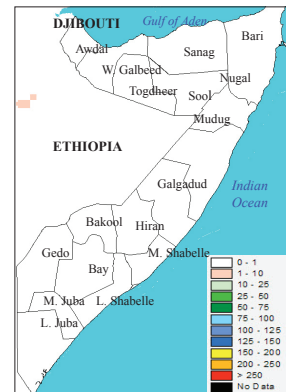 DJIBOUTI
Gulf of Aden
Bari
Awdal
Sanag
W. Galbeed
Nugal
Togdheer
Sool
Mudug
ETHIOPIA
Galgadud
Indian
Ocean
Bakool
Hiran
Gedo
M. Shabelle
Bay
M. Juba
L. Shabelle
L. Juba
0 - 1
1 - 10
10 - 25
25 - 50
50 - 75
75 - 100
100 - 125
125 - 150
150 - 200
200 - 250
> 250
No Data